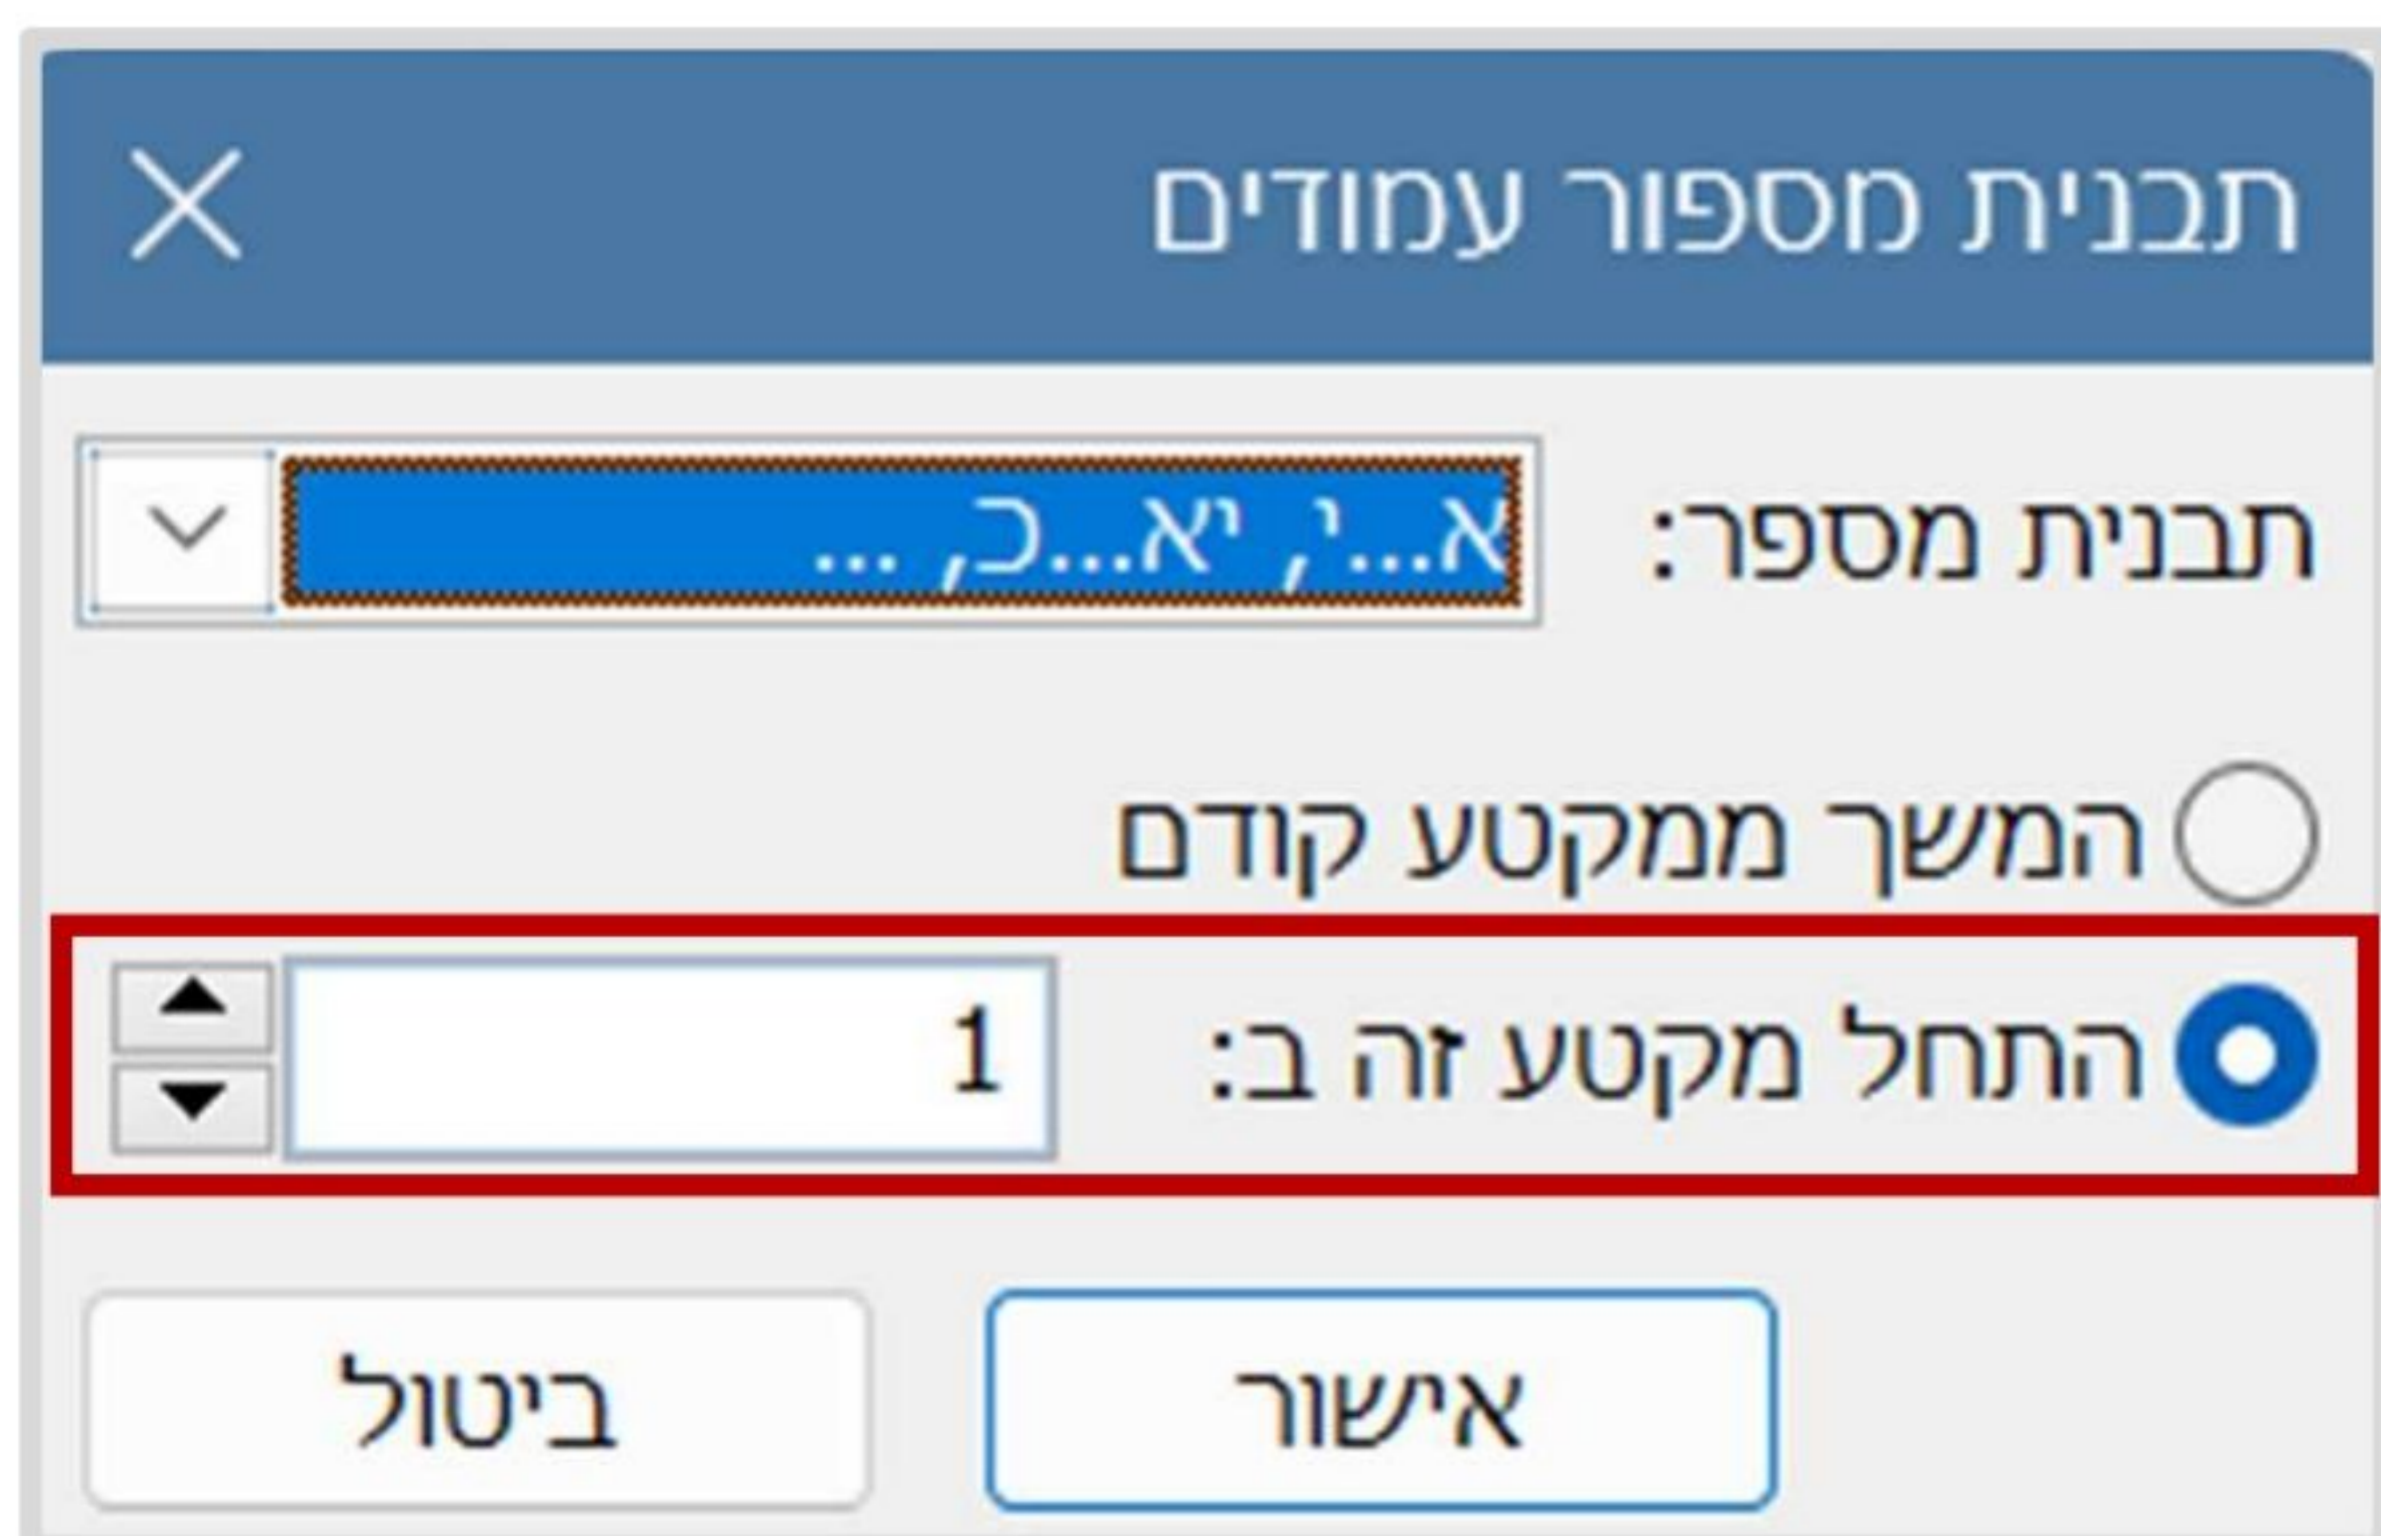 תבנית מספור עמודים
תבנית מספר: א...י, יא...כ, ...
המשך ממקטע קודם
התחל מקטע זה ב: 1
אישור ביטול